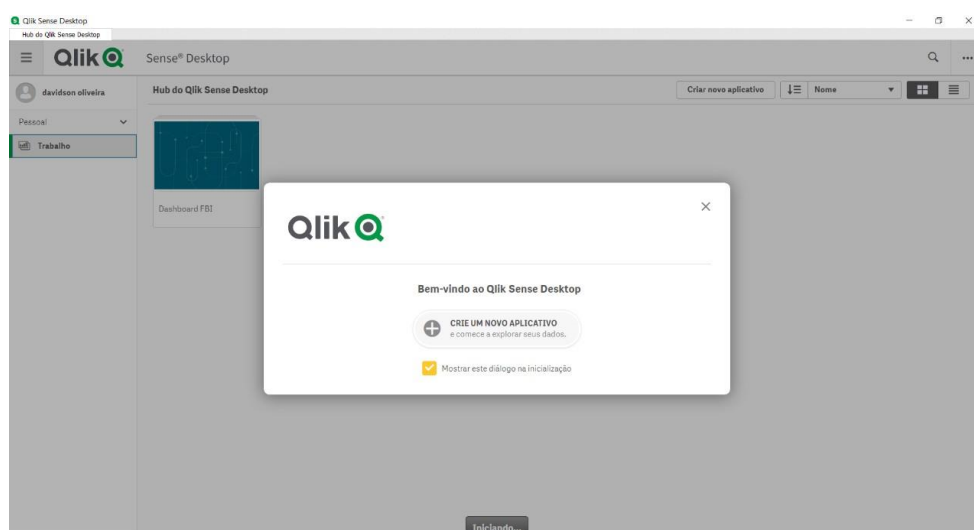 Qlik Sense Desktop
Hub do Qlik Sense Desktop
Qlik
Sense® Desktop
davidson oliveira
Hub do Qlik Sense Desktop
Criar novo aplicativo
Nome
Pessoal
Trabalho
Dashboard FBI
Qlik
Bem-vindo ao Qlik Sense Desktop
CRIE UM NOVO APLICATIVO
e comece a explorar seus dados.
Mostrar este diálogo na inicialização
Iniciando...